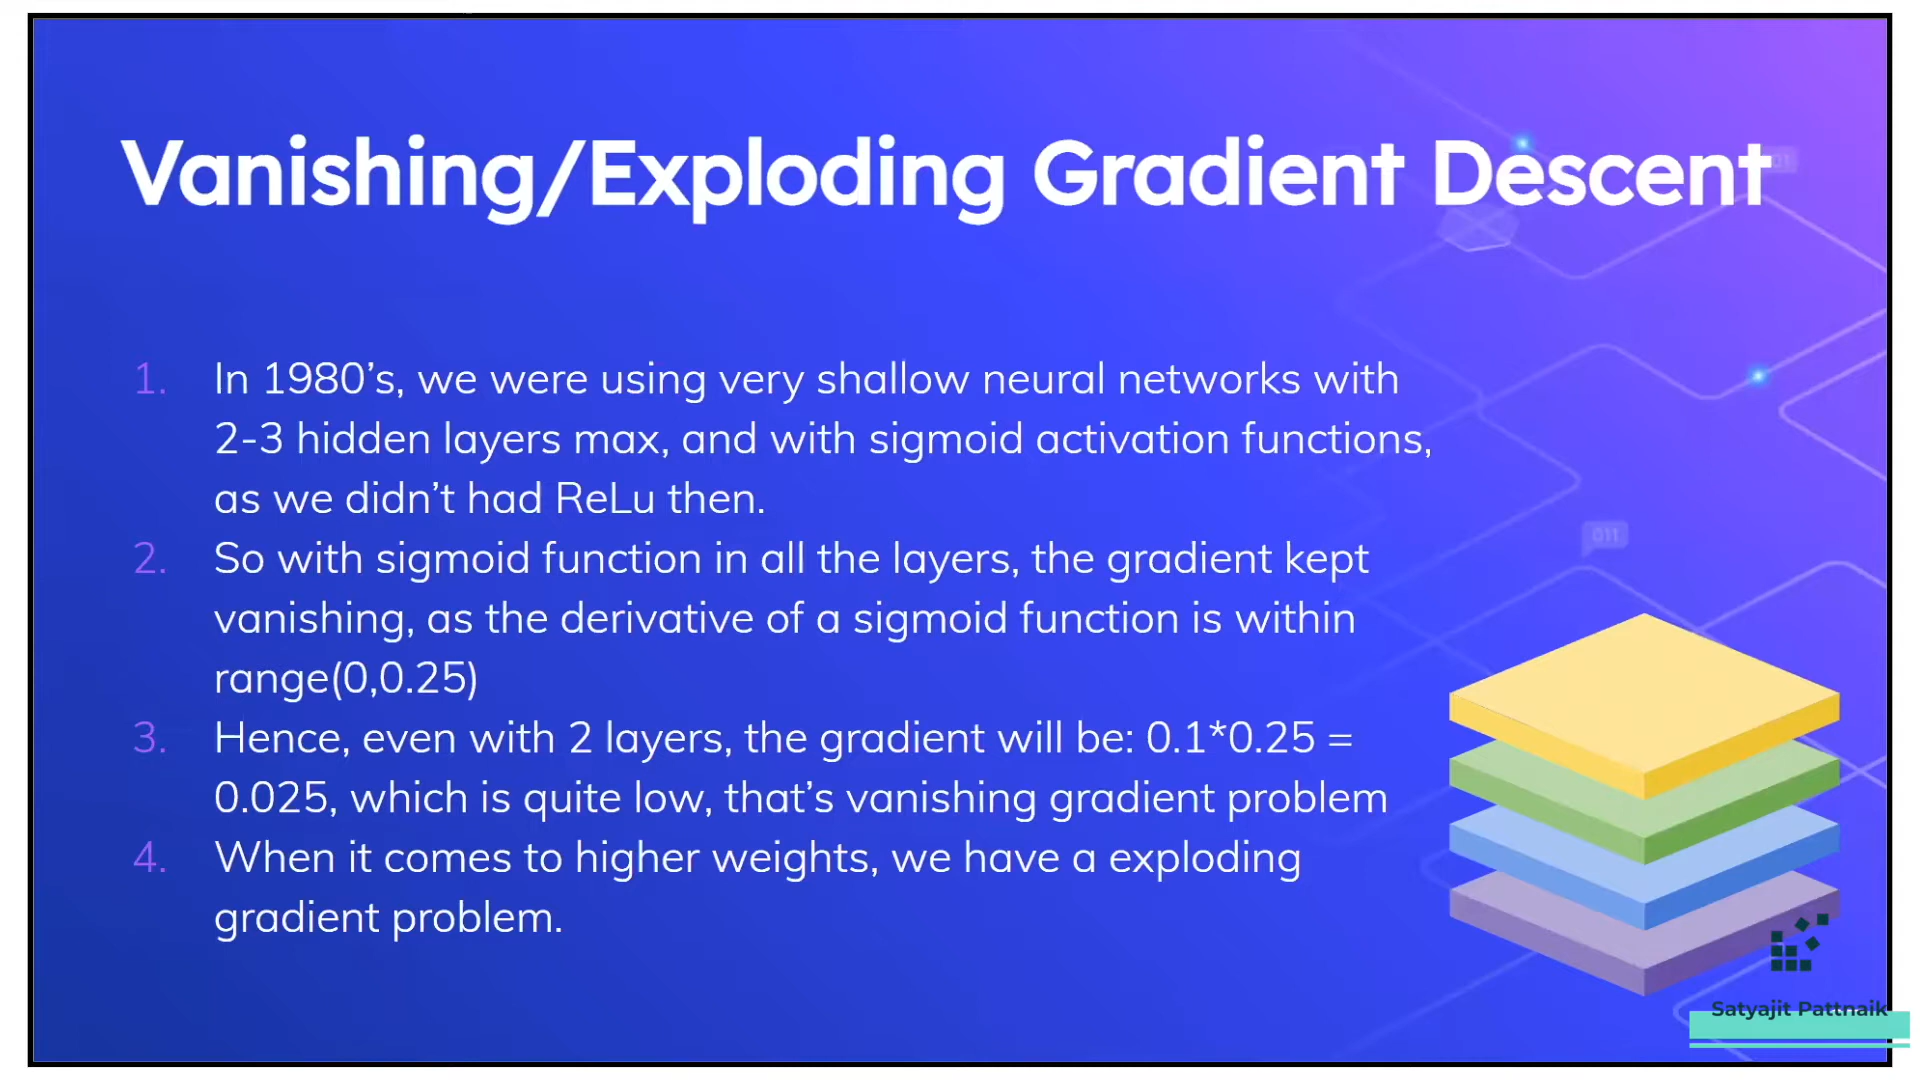 Vanishing/Exploding Gradient Descent
1. In 1980's, we were using very shallow neural networks with
2-3 hidden layers max, and with sigmoid activation functions,
as we didn't had ReLu then.
2. So with sigmoid function in all the layers, the gradient kept
vanishing, as the derivative of a sigmoid function is within
range(0,0.25)
3. Hence, even with 2 layers, the gradient will be: 0.1*0.25 =
0.025, which is quite low, that's vanishing gradient problem
4. When it comes to higher weights, we have a exploding
gradient problem.
011
Satyajit Pattnaik